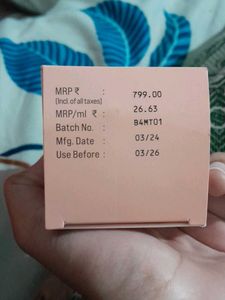 MRP ₹ : 799.00
(Incl. of all taxes)
MRP/ml ₹ : 26.63
Batch No. : B4MT01
Mfg. Date : 03/24
Use Before : 03/26